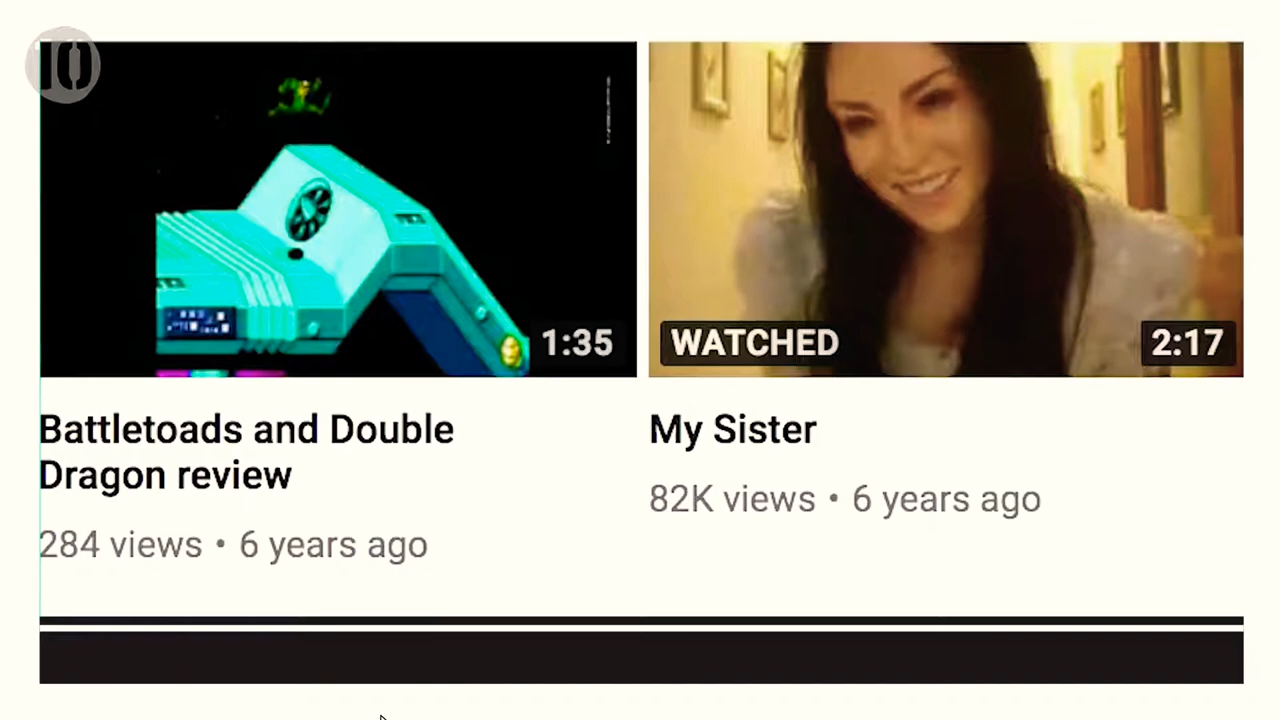 10
1:35
WATCHED
2:17
Battletoads and Double
Dragon review
284 views • 6 years ago
My Sister
82K views • 6 years ago